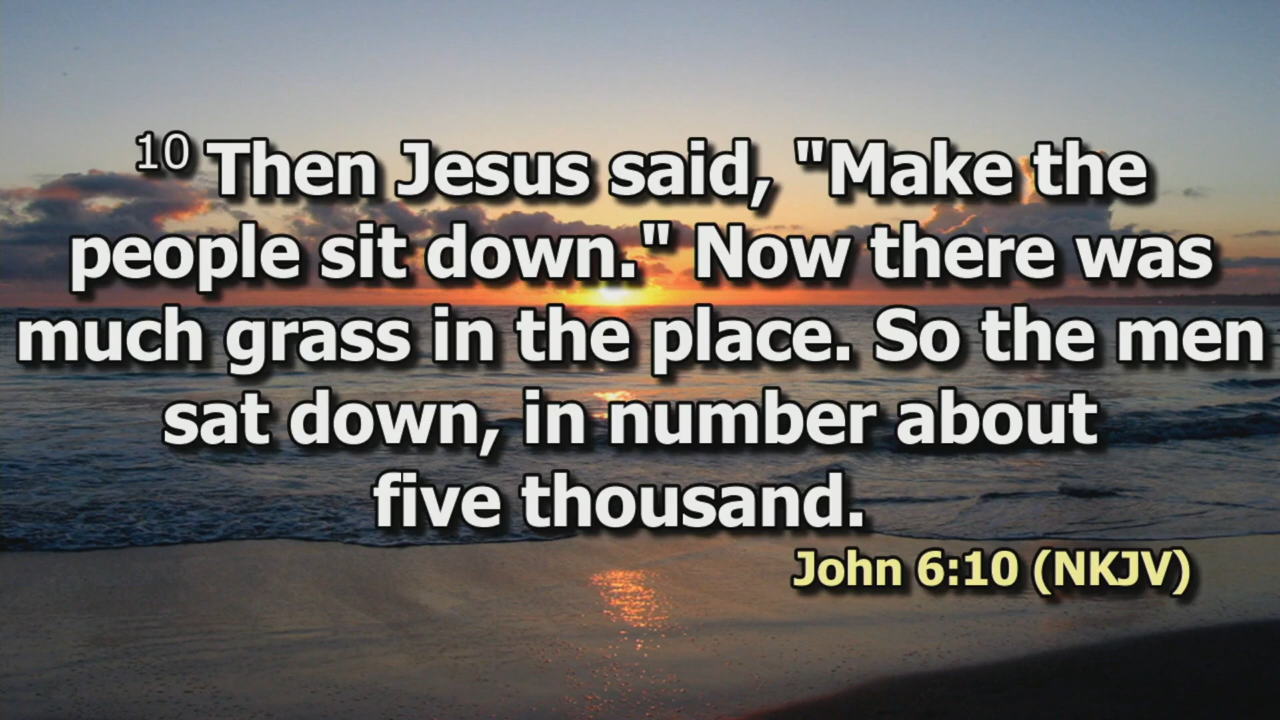 10 Then Jesus said, "Make the
people sit down." Now there was
much grass in the place. So the men
sat down, in number about
five thousand.
John 6:10 (NKJV)